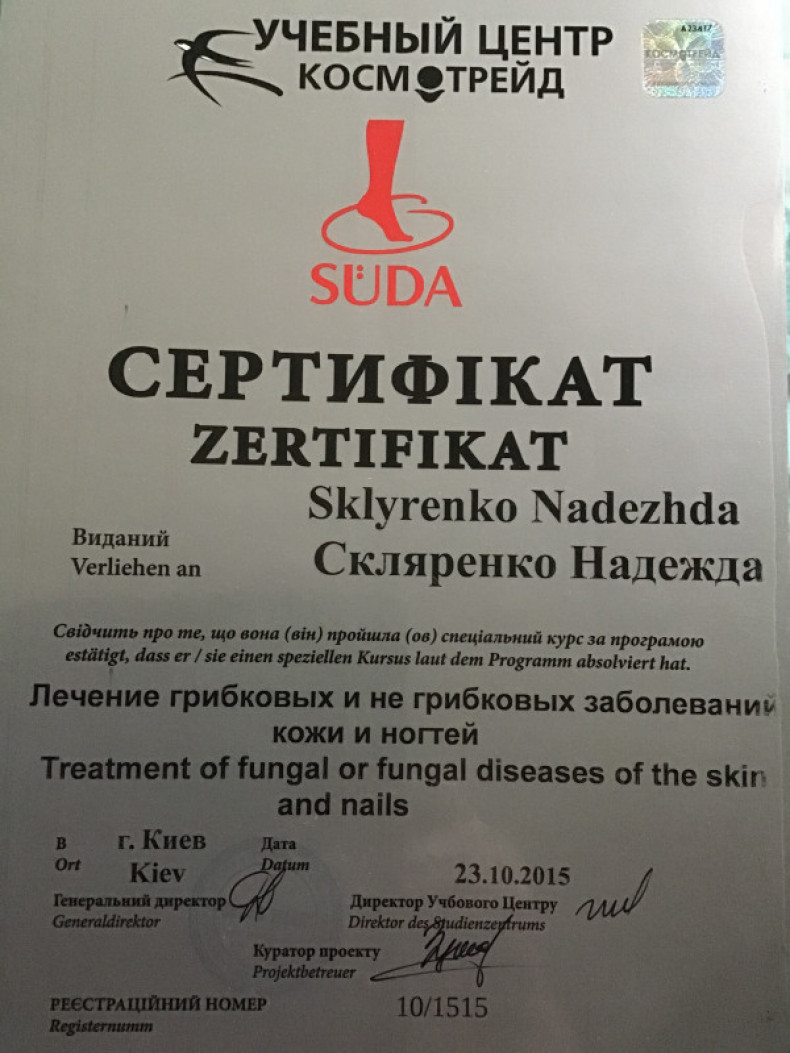 УЧЕБНЫЙ ЦЕНТР
КОСМОТРЕЙД
A23417
КОСМОТРЕЙД
SÜDA
СЕРТИФІКАТ
ZERTIFIKAT
Sklyrenko Nadezhda
Виданий
Verliehen an
Скляренко Надежда
Свідчить про те, що вона (він) пройшла (ов) спеціальний курс за програмою
estätigt, dass er / sie einen speziellen Kursus laut dem Programm absolviert hat.
Лечение грибковых и не грибковых заболеваний
кожи и ногтей
Treatment of fungal or fungal diseases of the skin
and nails
В г. Киев Дата
Ort Kiev Datum 23.10.2015
Генеральний директор Директор Учбового Центру
Generaldirektor Direktor des Studienzentrums
Куратор проекту
Projektbetreuer
РЕЄСТРАЦІЙНИЙ НОМЕР 10/1515
Registernumm